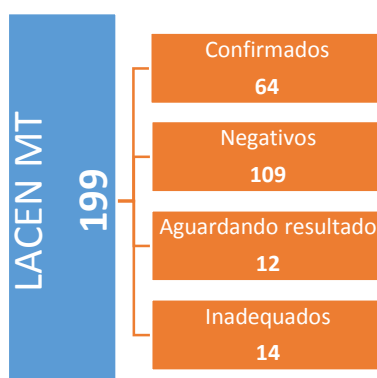 LACEN MT
199
Confirmados
64
Negativos
109
Aguardando resultado
12
Inadequados
14